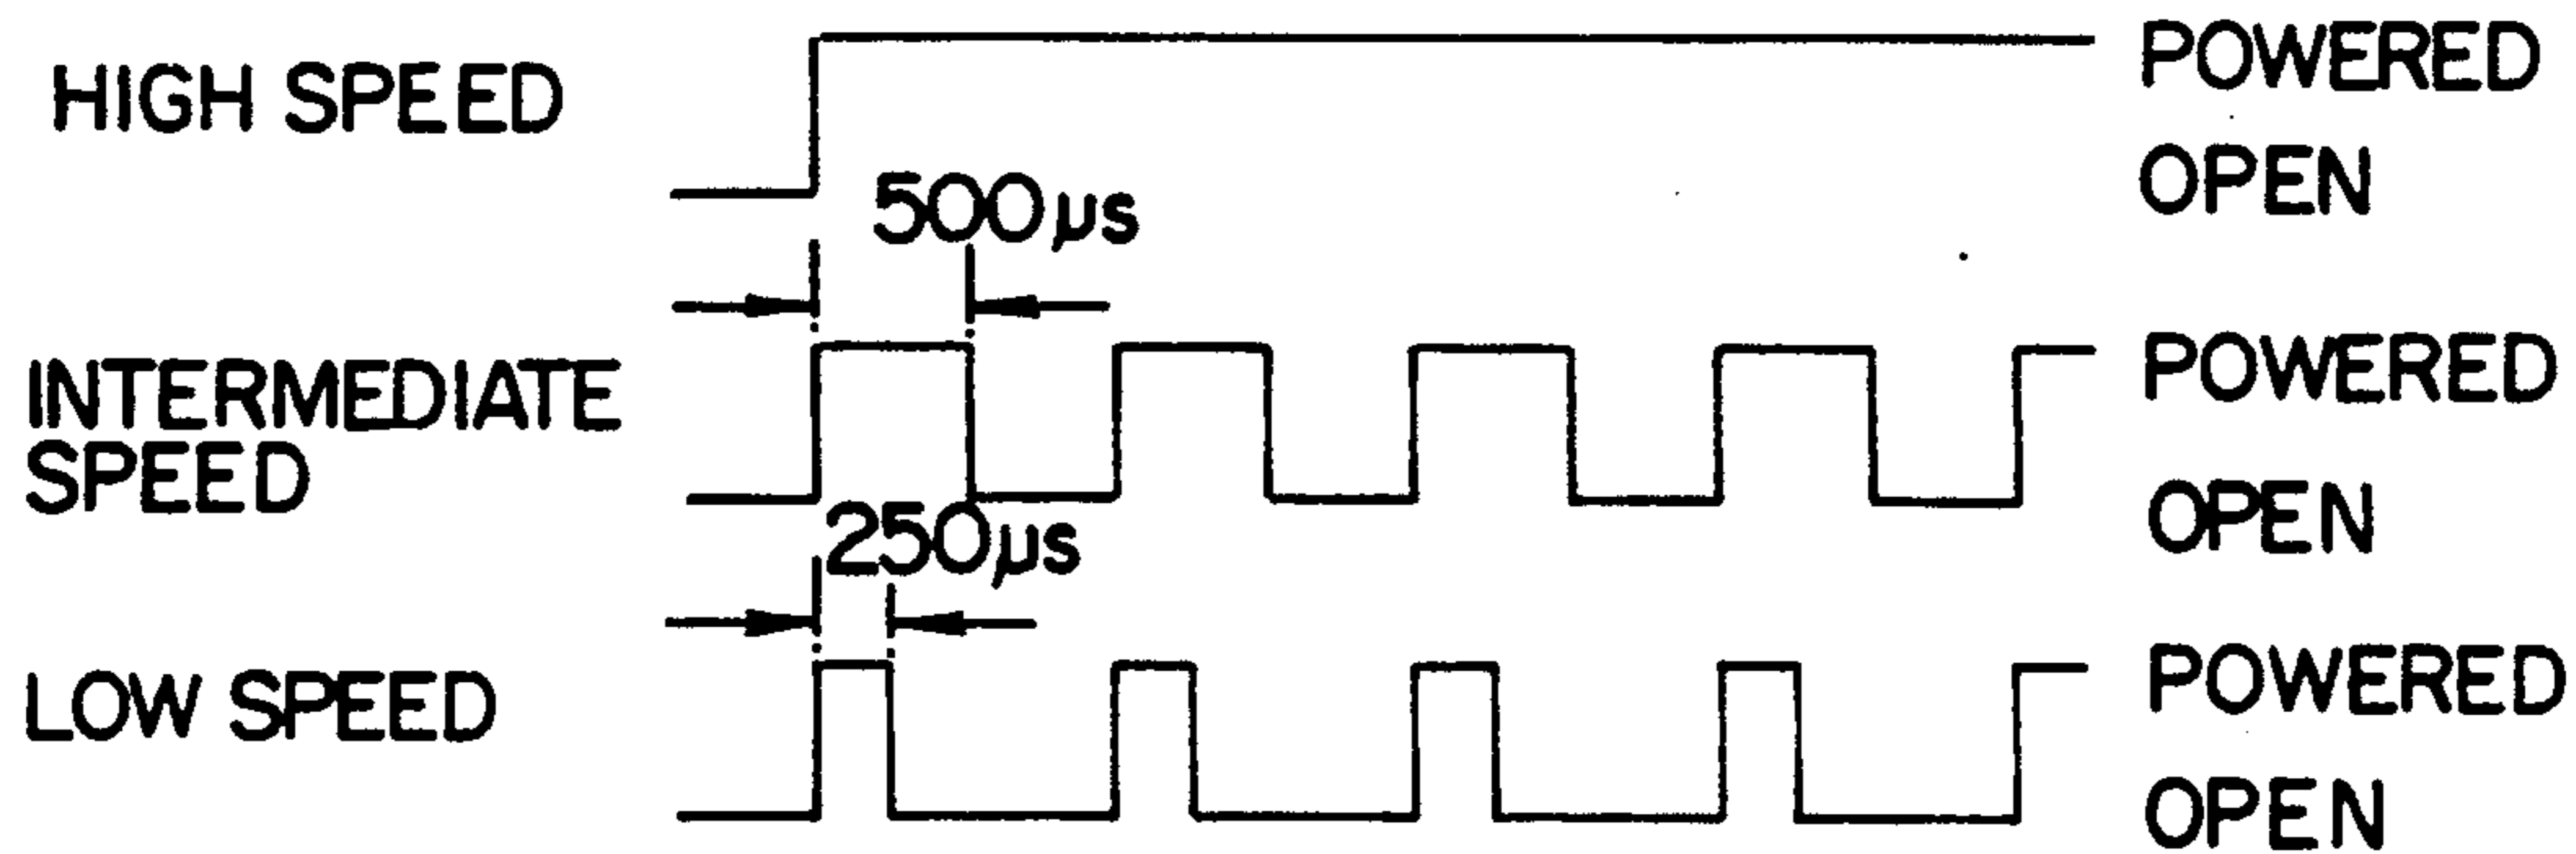 HIGH SPEED
POWERED
OPEN
500µs
INTERMEDIATE
SPEED
POWERED
OPEN
250µs
LOW SPEED
POWERED
OPEN